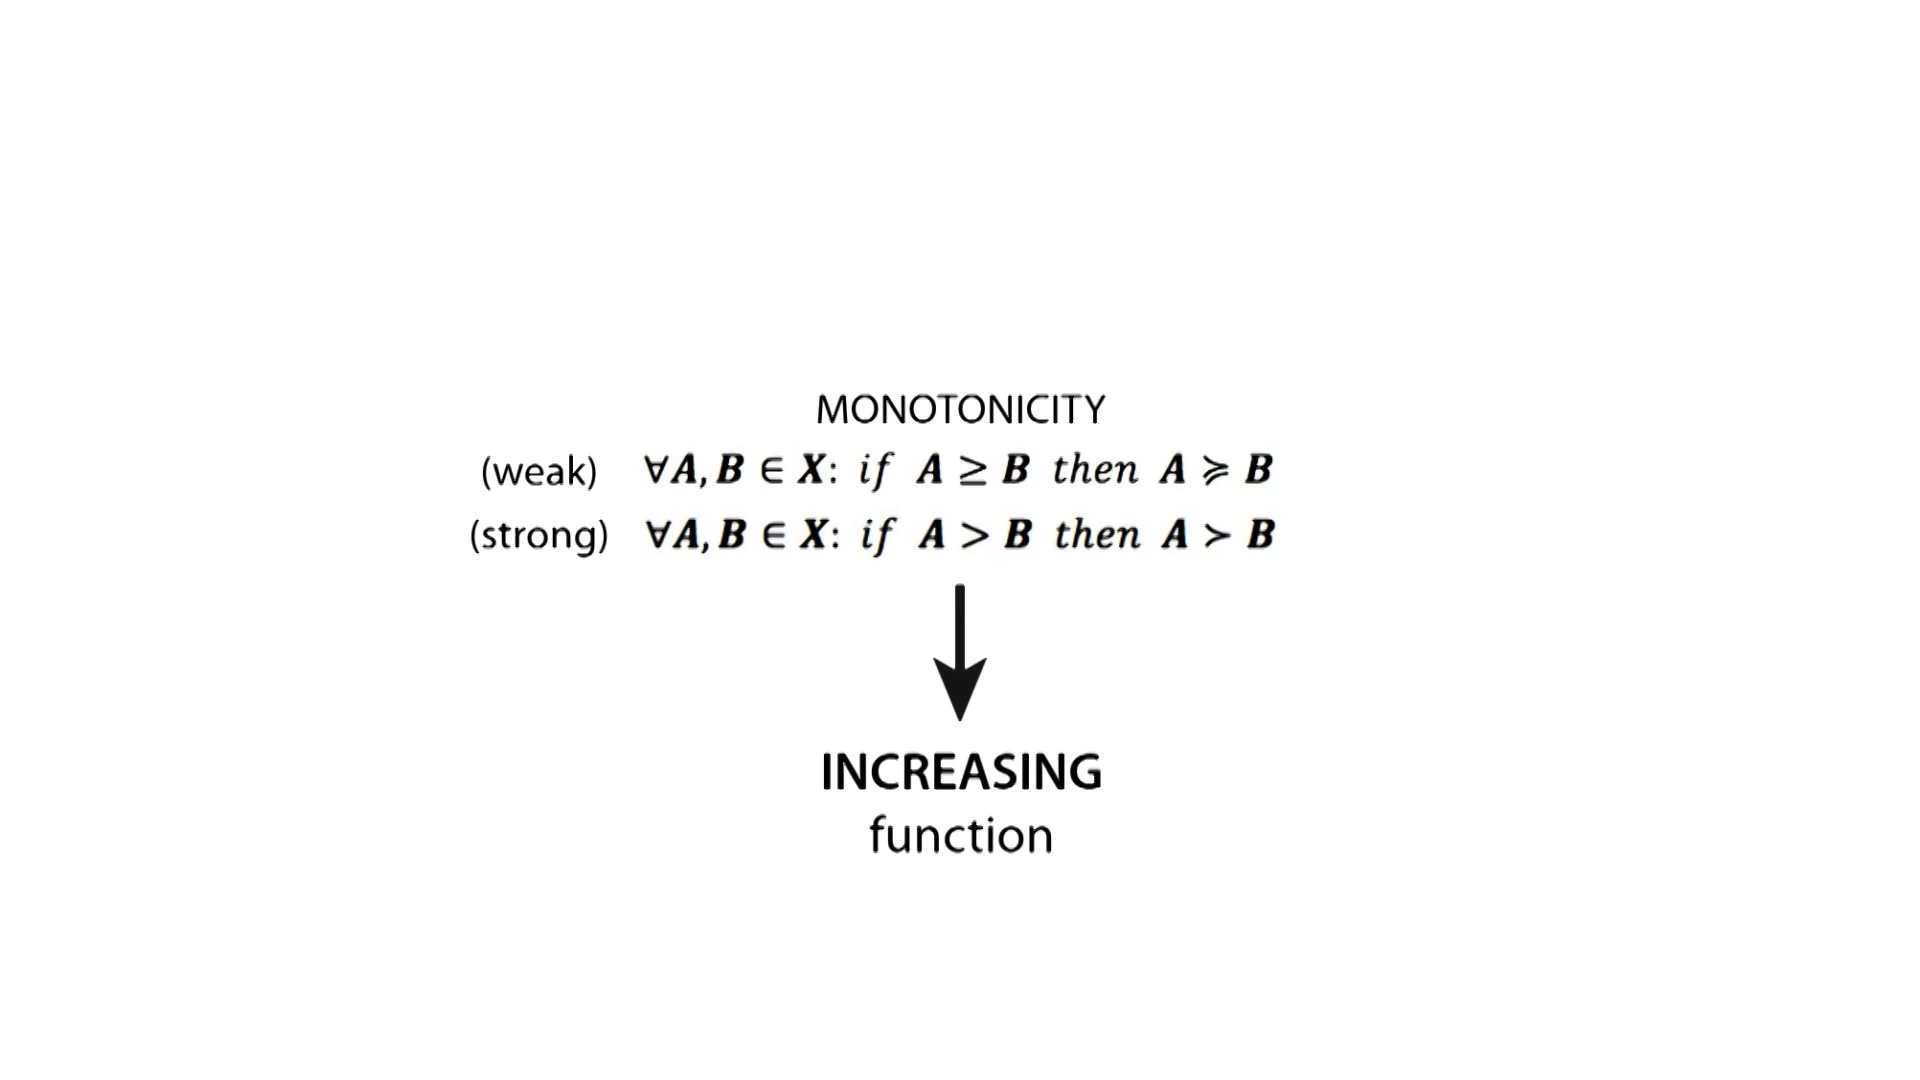 MONOTONICITY
(weak) ∀A, B ∈ X: if A ≥ B then A ≽ B
(strong) ∀A, B ∈ X: if A > B then A ≻ B
INCREASING
function